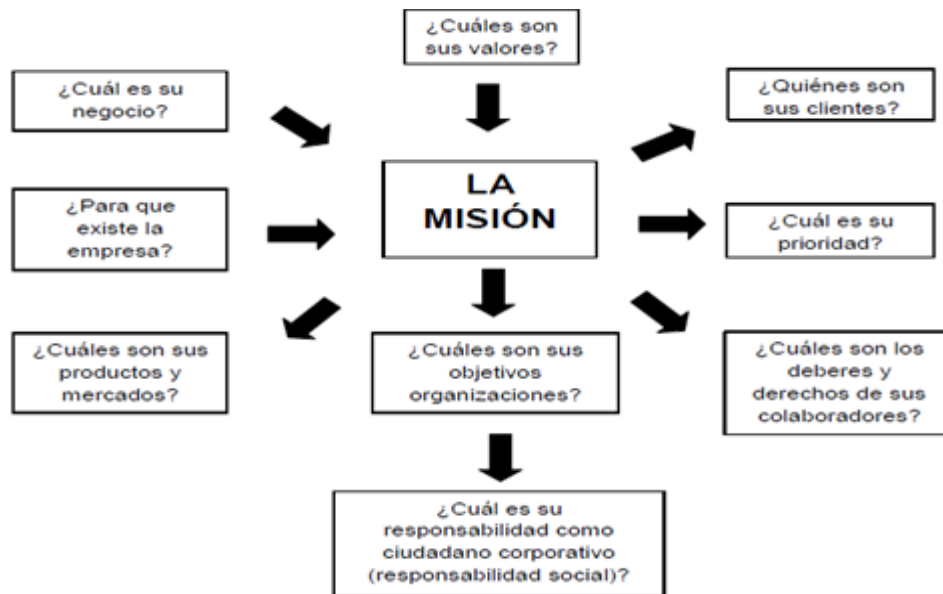 ¿Cuáles son
sus valores?
¿Cuál es su
negocio?
¿Quiénes son
sus clientes?
¿Para que
existe la
empresa?
LA
MISIÓN
¿Cuál es su
prioridad?
¿Cuáles son sus
productos y
mercados?
¿Cuáles son sus
objetivos
organizaciones?
¿Cuáles son los
deberes y
derechos de sus
colaboradores?
¿Cuál es su
responsabilidad como
ciudadano corporativo
(responsabilidad social)?